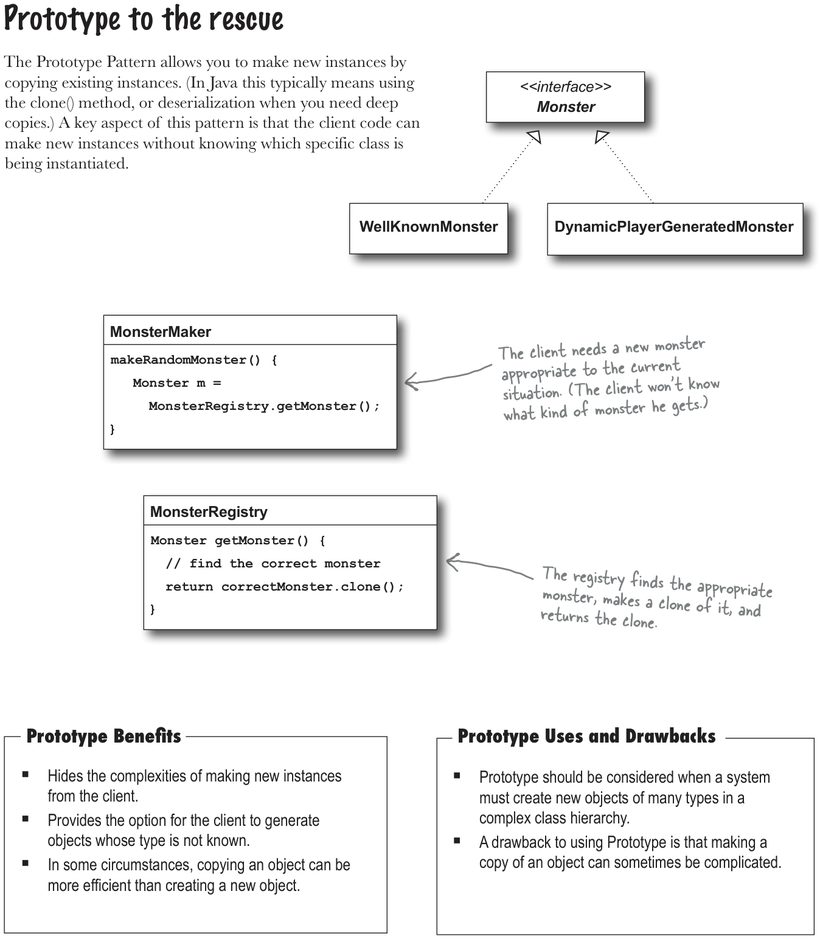 Prototype to the rescue
The Prototype Pattern allows you to make new instances by
copying existing instances. (In Java this typically means using
the clone() method, or deserialization when you need deep
copies.) A key aspect of this pattern is that the client code can
make new instances without knowing which specific class is
being instantiated.
<<interface>>
Monster
WellKnownMonster
DynamicPlayerGeneratedMonster
MonsterMaker
makeRandomMonster() {
Monster m =
MonsterRegistry.getMonster();
}
The client needs a new monster
appropriate to the current
situation. (The client won't know
what kind of monster he gets.)
MonsterRegistry
Monster getMonster() {
// find the correct monster
return correctMonster.clone();
}
The registry finds the appropriate
monster, makes a clone of it, and
returns the clone.
Prototype Benefits
▪ Hides the complexities of making new instances
from the client.
▪ Provides the option for the client to generate
objects whose type is not known.
▪ In some circumstances, copying an object can be
more efficient than creating a new object.
Prototype Uses and Drawbacks
▪ Prototype should be considered when a system
must create new objects of many types in a
complex class hierarchy.
▪ A drawback to using Prototype is that making a
copy of an object can sometimes be complicated.